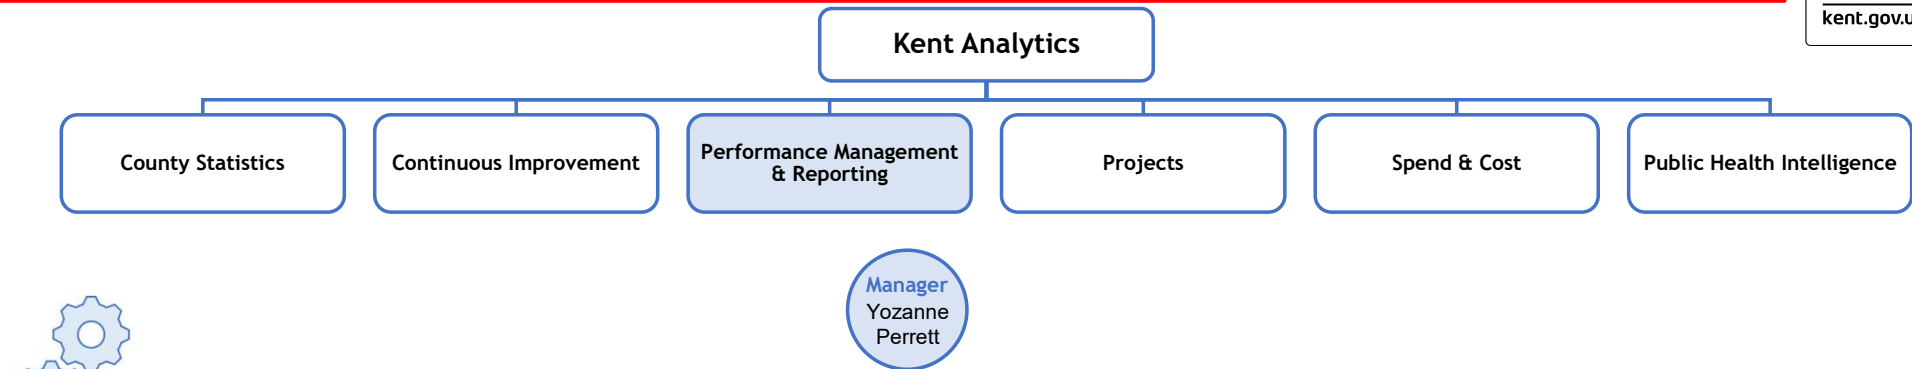 kent.gov.u
Kent Analytics
County Statistics
Continuous Improvement
Performance Management
& Reporting
Projects
Spend & Cost
Public Health Intelligence
Manager
Yozanne
Perrett